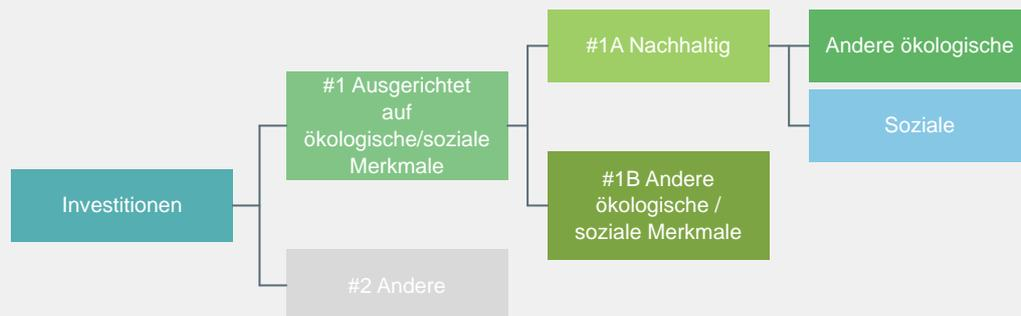 Investitionen
#1 Ausgerichtet
auf
ökologische/soziale
Merkmale
#2 Andere
#1A Nachhaltig
#1B Andere
ökologische /
soziale Merkmale
Andere ökologische
Soziale